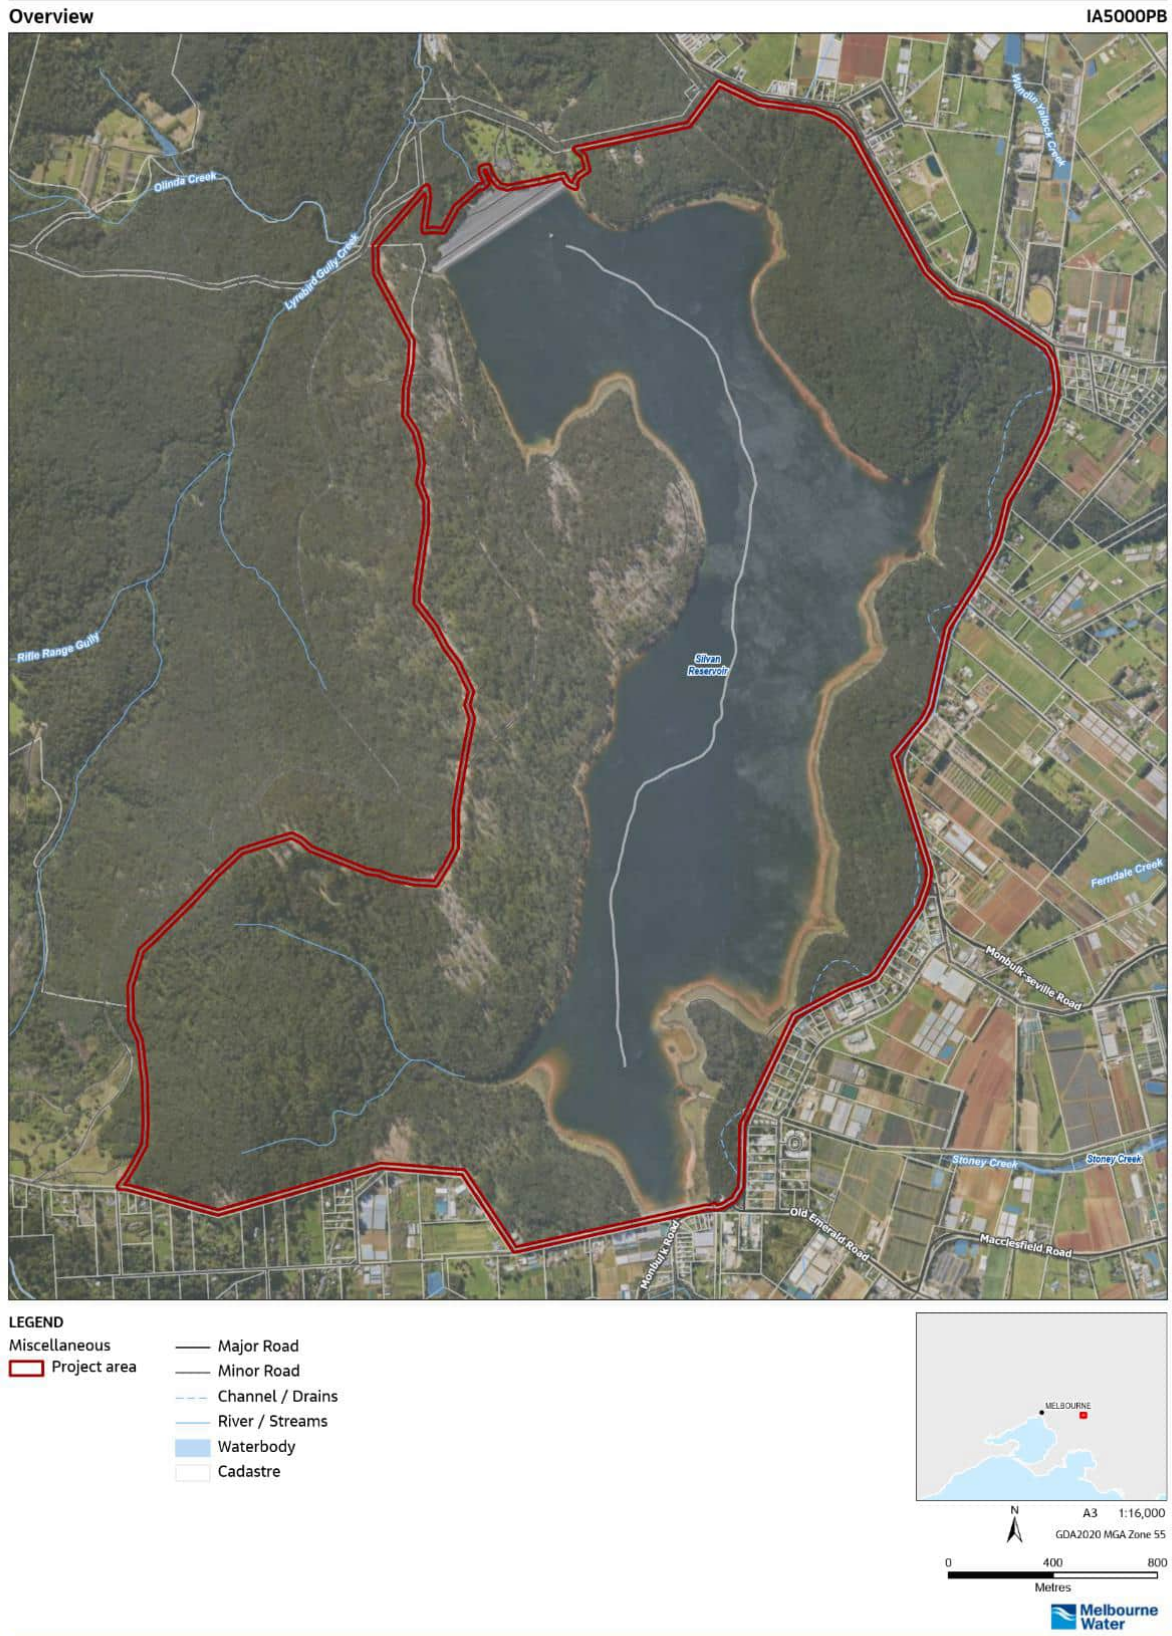 Overview
IA5000PB
Wandin Yallock Creek
Olinda Creek
Lyrebird Gully Creek
Rifle Range Gully
Silvan
Reservoir
Ferndale Creek
Monbulk-seville Road
Stoney Creek
Stoney Creek
Old Emerald Road
Macclesfield Road
Monbulk Road
LEGEND
Miscellaneous
Project area
Major Road
Minor Road
Channel / Drains
River / Streams
Waterbody
Cadastre
MELBOURNE
N
A3 1:16,000
GDA2020 MGA Zone 55
0 400 800
Metres
Melbourne
Water